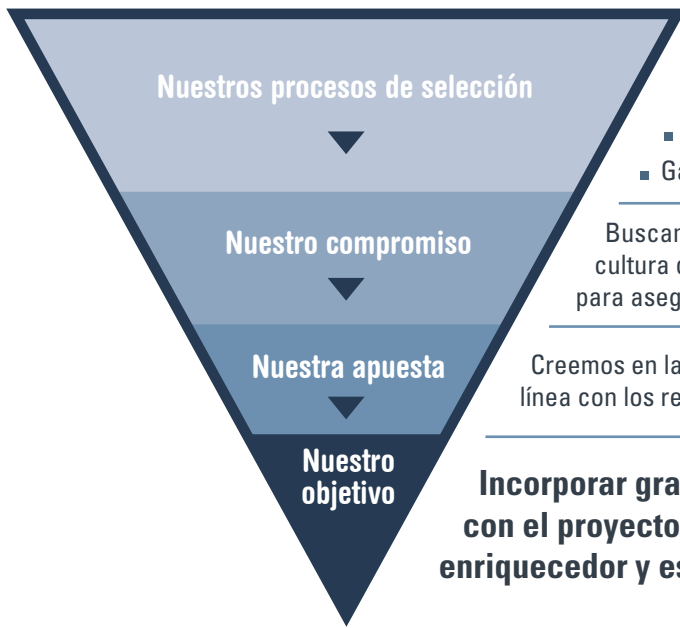 Nuestros procesos de selección
Nuestro compromiso
Nuestra apuesta
Nuestro
objetivo
Buscar
cultura
para aseg
Creemos en la
línea con los re
Incorporar gra
con el proyecto
enriquecedor y es